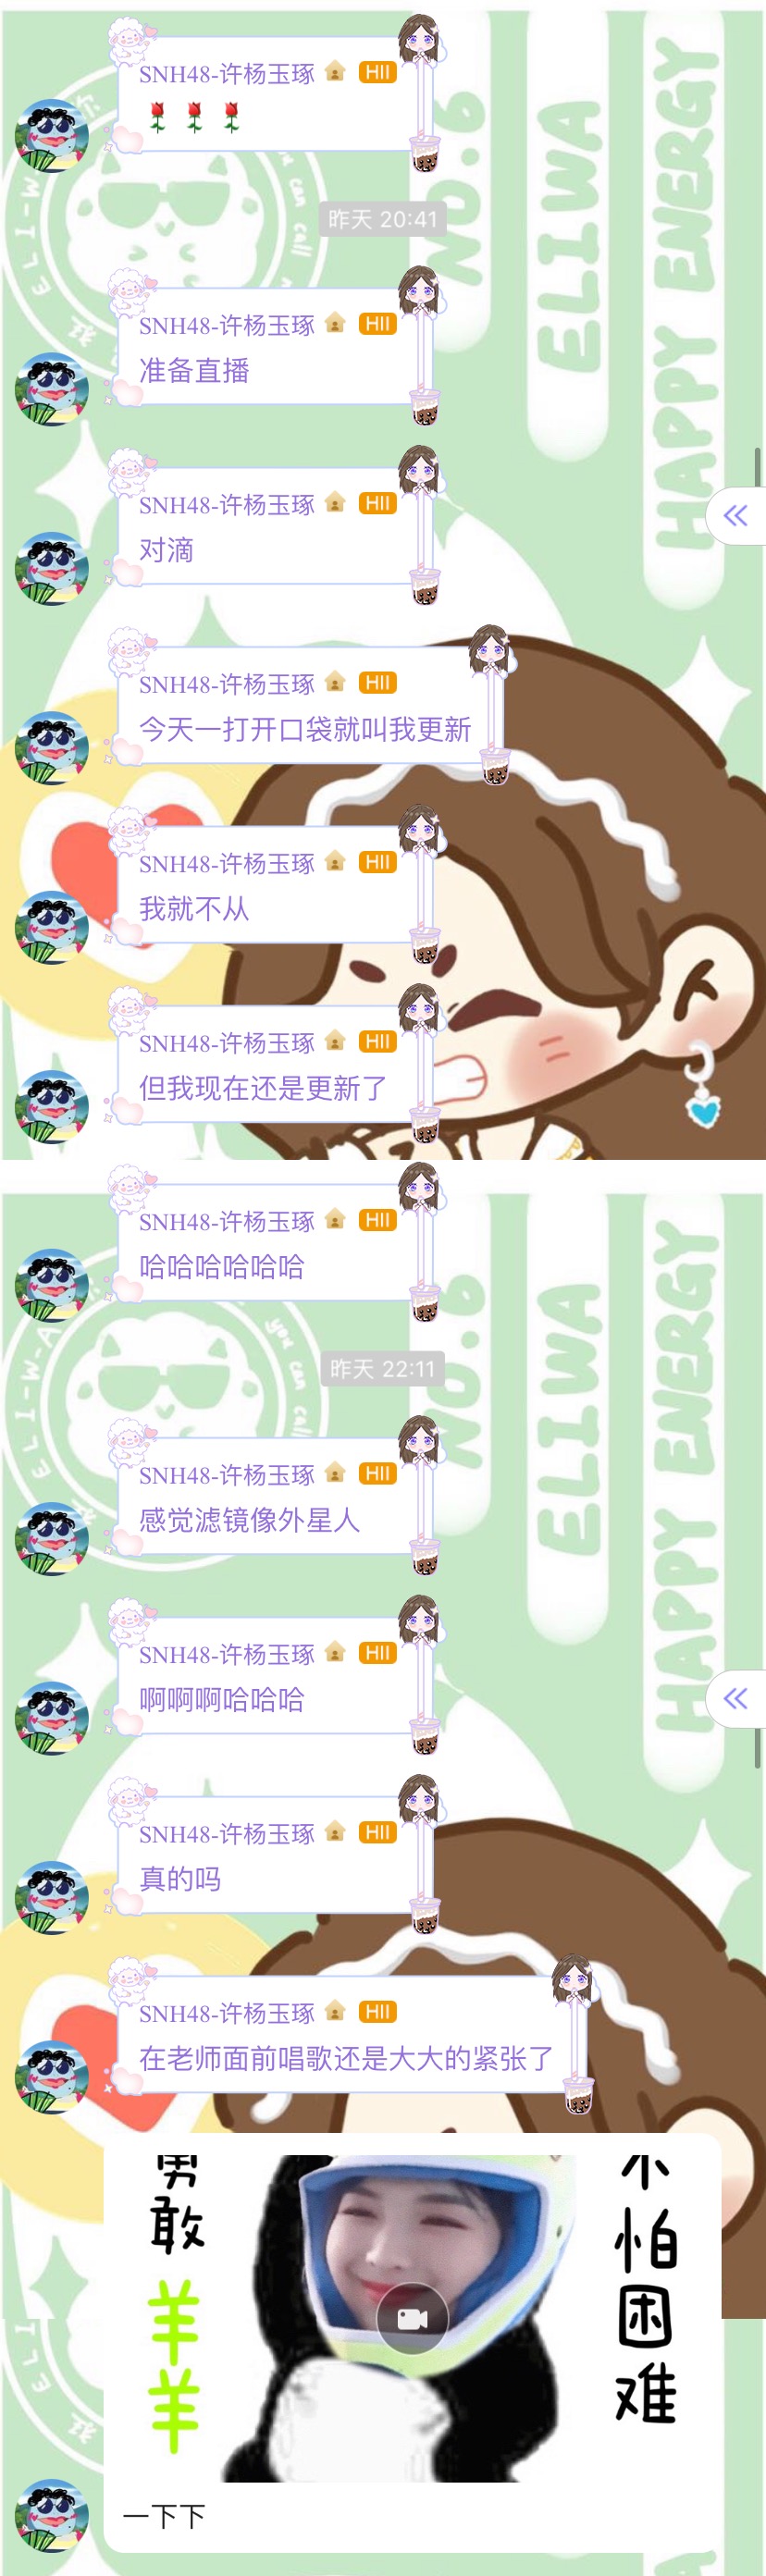 SNH48-许杨玉琢 HII
🌹 🌹 🌹
昨天 20:41
SNH48-许杨玉琢 HII
准备直播
SNH48-许杨玉琢 HII
对滴
SNH48-许杨玉琢 HII
今天一打开口袋就叫我更新
SNH48-许杨玉琢 HII
我就不从
SNH48-许杨玉琢 HII
但我现在还是更新了
NO.6
ELIWA
HAPPY ENERGY
SNH48-许杨玉琢 HII
哈哈哈哈哈哈
昨天 22:11
SNH48-许杨玉琢 HII
感觉滤镜像外星人
SNH48-许杨玉琢 HII
啊啊啊哈哈哈
SNH48-许杨玉琢 HII
真的吗
SNH48-许杨玉琢 HII
在老师面前唱歌还是大大的紧张了
NO.6
ELIWA
HAPPY ENERGY
you can call
勇敢羊羊
不怕困难
一下下